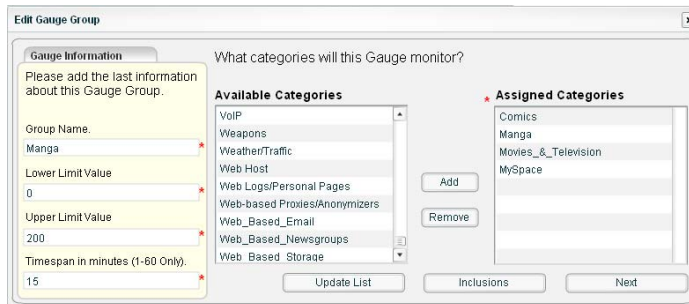 Edit Gauge Group
Gauge Information
Please add the last information
about this Gauge Group.
Group Name.
Manga
*
Lower Limit Value
0
*
Upper Limit Value
200
*
Timespan in minutes (1-60 Only).
15
*
What categories will this Gauge monitor?
Available Categories
VoIP
Weapons
Weather/Traffic
Web Host
Web Logs/Personal Pages
Web-based Proxies/Anonymizers
Web_Based_Email
Web_Based_Newsgroups
Web_Based_Storage
Add
Remove
* Assigned Categories
Comics
Manga
Movies_&_Television
MySpace
Update List
Inclusions
Next